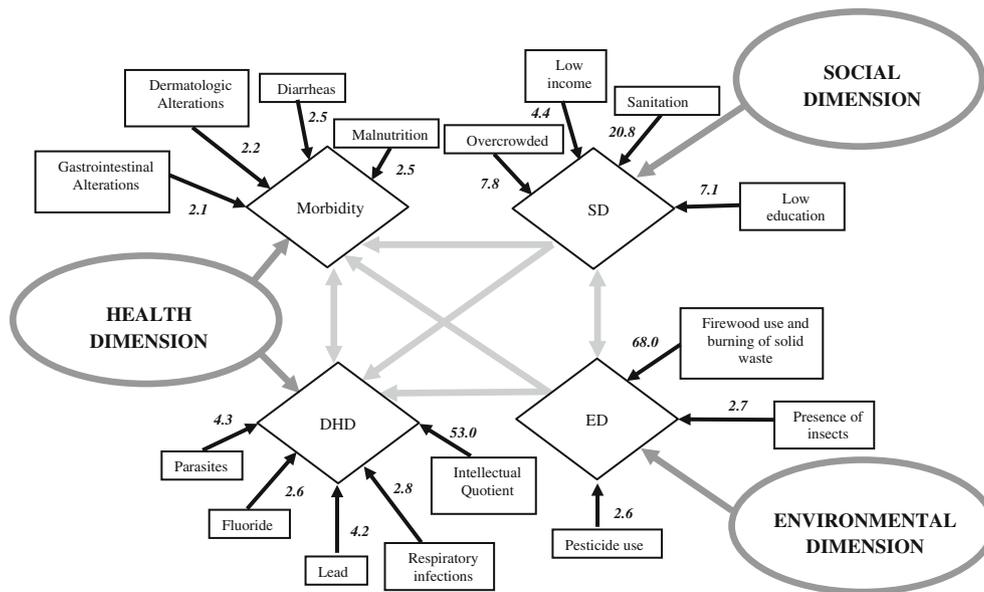 Dermatologic
Alterations
Diarrheas
2.5
Malnutrition
2.2
2.5
Gastrointestinal
Alterations
2.1
Morbidity
Low
income
4.4
Sanitation
20.8
Overcrowded
7.8
SD
7.1
Low
education
SOCIAL
DIMENSION
HEALTH
DIMENSION
Firewood use and
burning of solid
waste
68.0
2.7
Presence of
insects
ED
2.6
Pesticide use
ENVIRONMENTAL
DIMENSION
DHD
4.3
Parasites
2.6
Fluoride
4.2
Lead
2.8
Respiratory
infections
53.0
Intellectual
Quotient